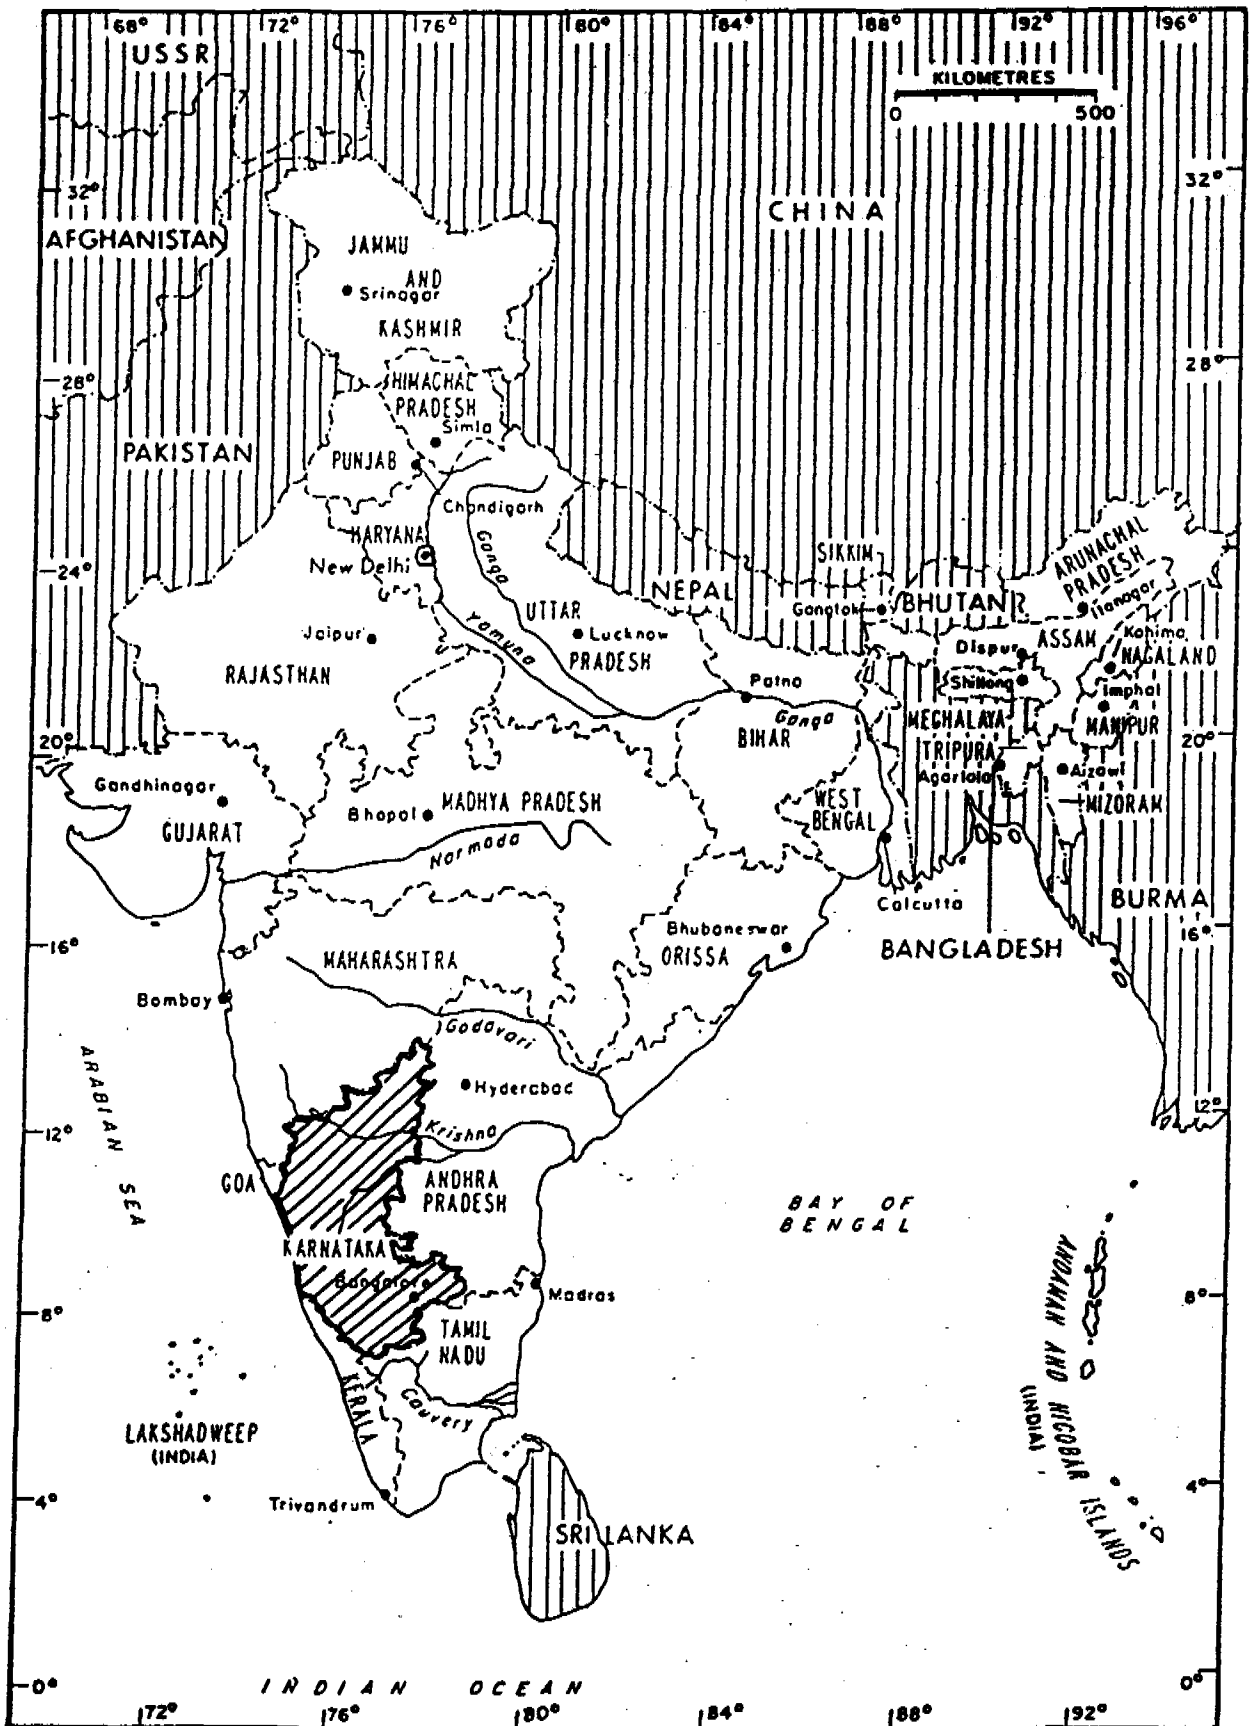 68° 72° 76° 80° 84° 88° 92° 96°
USSR
KILOMETRES
0 500
32° 32°
CHINA
AFGHANISTAN
JAMMU
AND
Srinagar
KASHMIR
28° 28°
HIMACHAL
PRADESH
Simla
PAKISTAN
PUNJAB
Chandigarh
HARYANA
New Delhi
Ganga
24°
SIKKIM
ARUNACHAL
PRADESH
NEPAL
Gangtok
BHUTAN
Itanagar
UTTAR
Lucknow
PRADESH
Yamuna
Jaipur
RAJASTHAN
Dispur
ASSAM
Kohima
NAGALAND
Shillong
Imphal
MANIPUR
Patna
Ganga
BIHAR
MEGHALAYA
TRIPURA
Agartala
Aizawl
MIZORAM
20° 20°
Gandhinagar
GUJARAT
Bhopal
MADHYA PRADESH
Narmada
WEST
BENGAL
Calcutta
BURMA
16° 16°
BANGLADESH
Bhubaneswar
ORISSA
MAHARASHTRA
Bombay
Godavari
Hyderabad
ARABIAN SEA
12° 12°
Krishna
GOA
ANDHRA
PRADESH
BAY OF
BENGAL
KARNATAKA
Bangalore
Madras
8° 8°
TAMIL
NADU
ANDAMAN AND NICOBAR ISLANDS
(INDIA)
KERALA
Cauvery
LAKSHADWEEP
(INDIA)
4° 4°
Trivandrum
SRI LANKA
0° 0°
INDIAN OCEAN
72° 76° 80° 84° 88° 92°